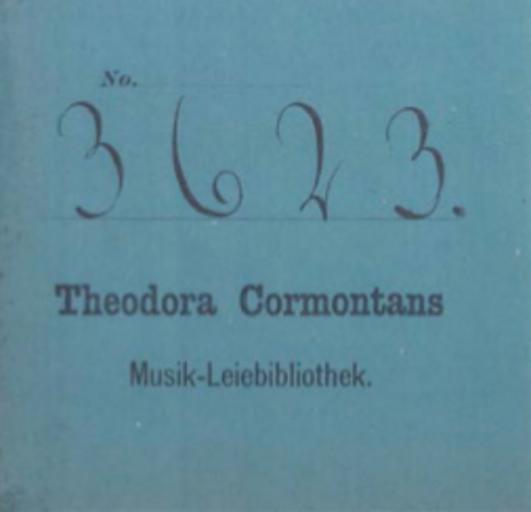 No.
3623.
Theodora Cormontans
Musik-Leiebibliothek.